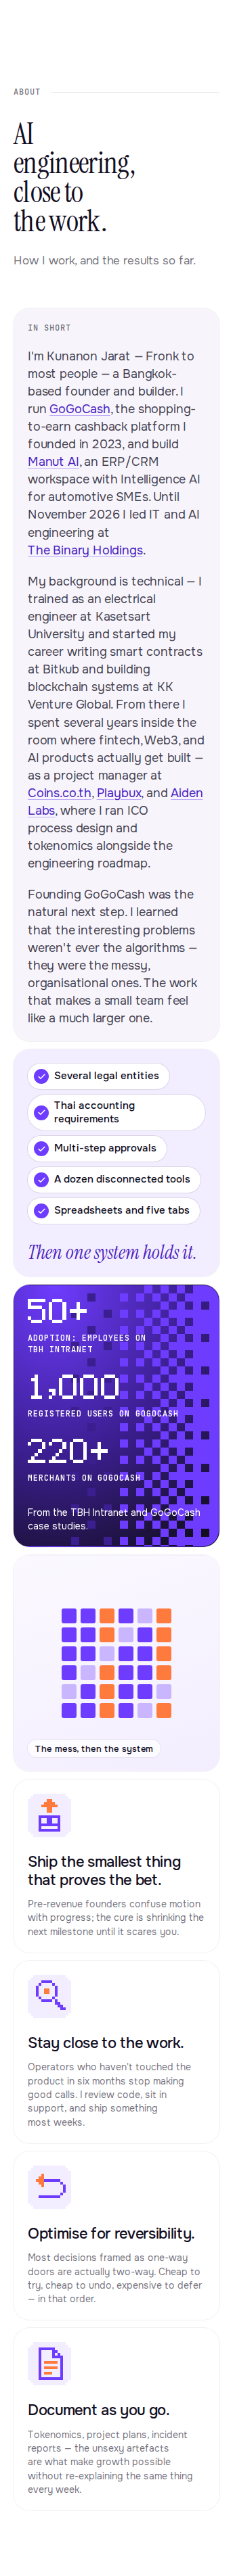 ABOUT
AI
engineering,
close to
the work.
How I work, and the results so far.
IN SHORT
I'm Kunanon Jarat — Fronk to
most people — a Bangkok-
based founder and builder. I
run GoGoCash, the shopping-
to-earn cashback platform I
founded in 2023, and build
Manut AI, an ERP/CRM
workspace with Intelligence AI
for automotive SMEs. Until
November 2026 I led IT and AI
engineering at
The Binary Holdings.
My background is technical — I
trained as an electrical
engineer at Kasetsart
University and started my
career writing smart contracts
at Bitkub and building
blockchain systems at KK
Venture Global. From there I
spent several years inside the
room where fintech, Web3, and
AI products actually get built —
as a project manager at
Coins.co.th, Playbux, and Aiden
Labs, where I ran ICO
process design and
tokenomics alongside the
engineering roadmap.
Founding GoGoCash was the
natural next step. I learned
that the interesting problems
weren't ever the algorithms —
they were the messy,
organisational ones. The work
that makes a small team feel
like a much larger one.
Several legal entities
Thai accounting
requirements
Multi-step approvals
A dozen disconnected tools
Spreadsheets and five tabs
Then one system holds it.
50+
ADOPTION: EMPLOYEES ON
TBH INTRANET
1,000
REGISTERED USERS ON GOGOCASH
220+
MERCHANTS ON GOGOCASH
From the TBH Intranet and GoGoCash
case studies.
The mess, then the system
Ship the smallest thing
that proves the bet.
Pre-revenue founders confuse motion
with progress; the cure is shrinking the
next milestone until it scares you.
Stay close to the work.
Operators who haven't touched the
product in six months stop making
good calls. I review code, sit in
support, and ship something
most weeks.
Optimise for reversibility.
Most decisions framed as one-way
doors are actually two-way. Cheap to
try, cheap to undo, expensive to defer
— in that order.
Document as you go.
Tokenomics, project plans, incident
reports — the unsexy artefacts
are what make growth possible
without re-explaining the same thing
every week.